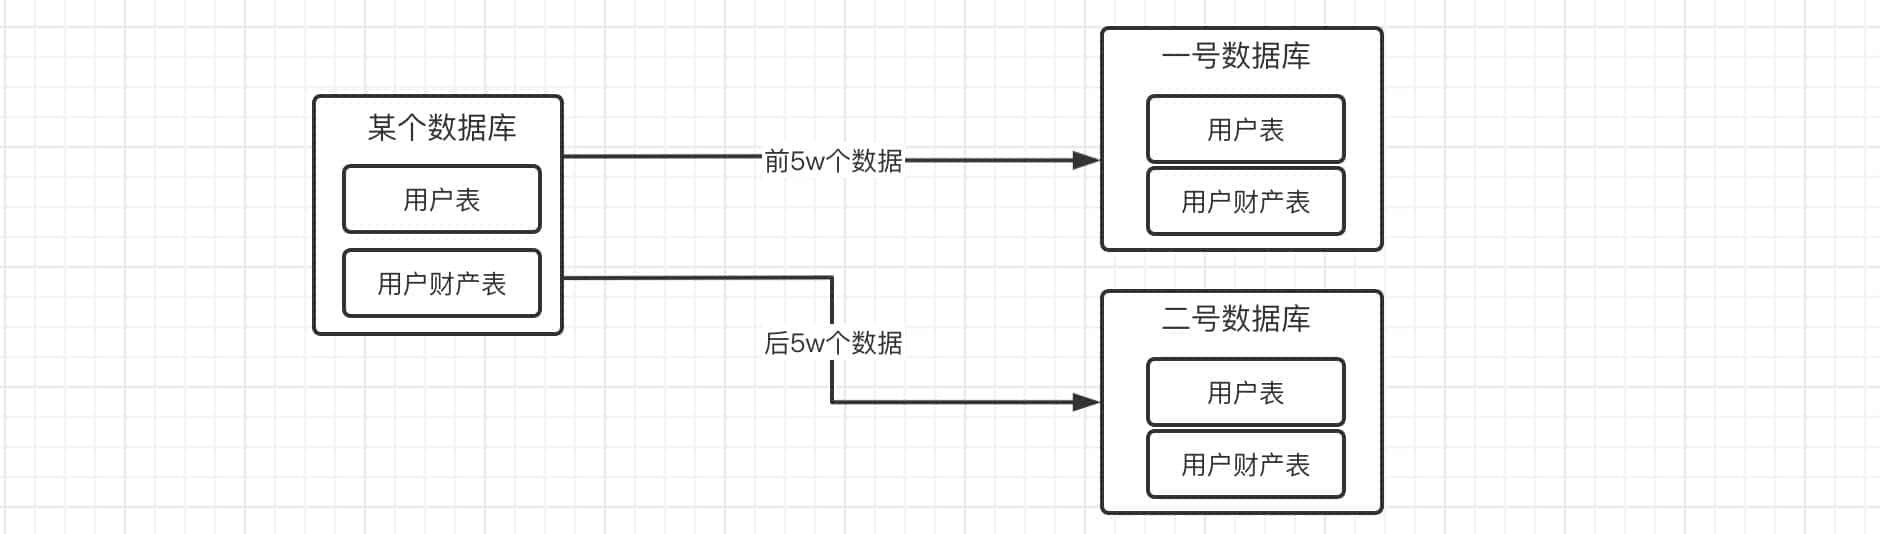 某个数据库
用户表
用户财产表
前5w个数据
后5w个数据
一号数据库
用户表
用户财产表
二号数据库
用户表
用户财产表